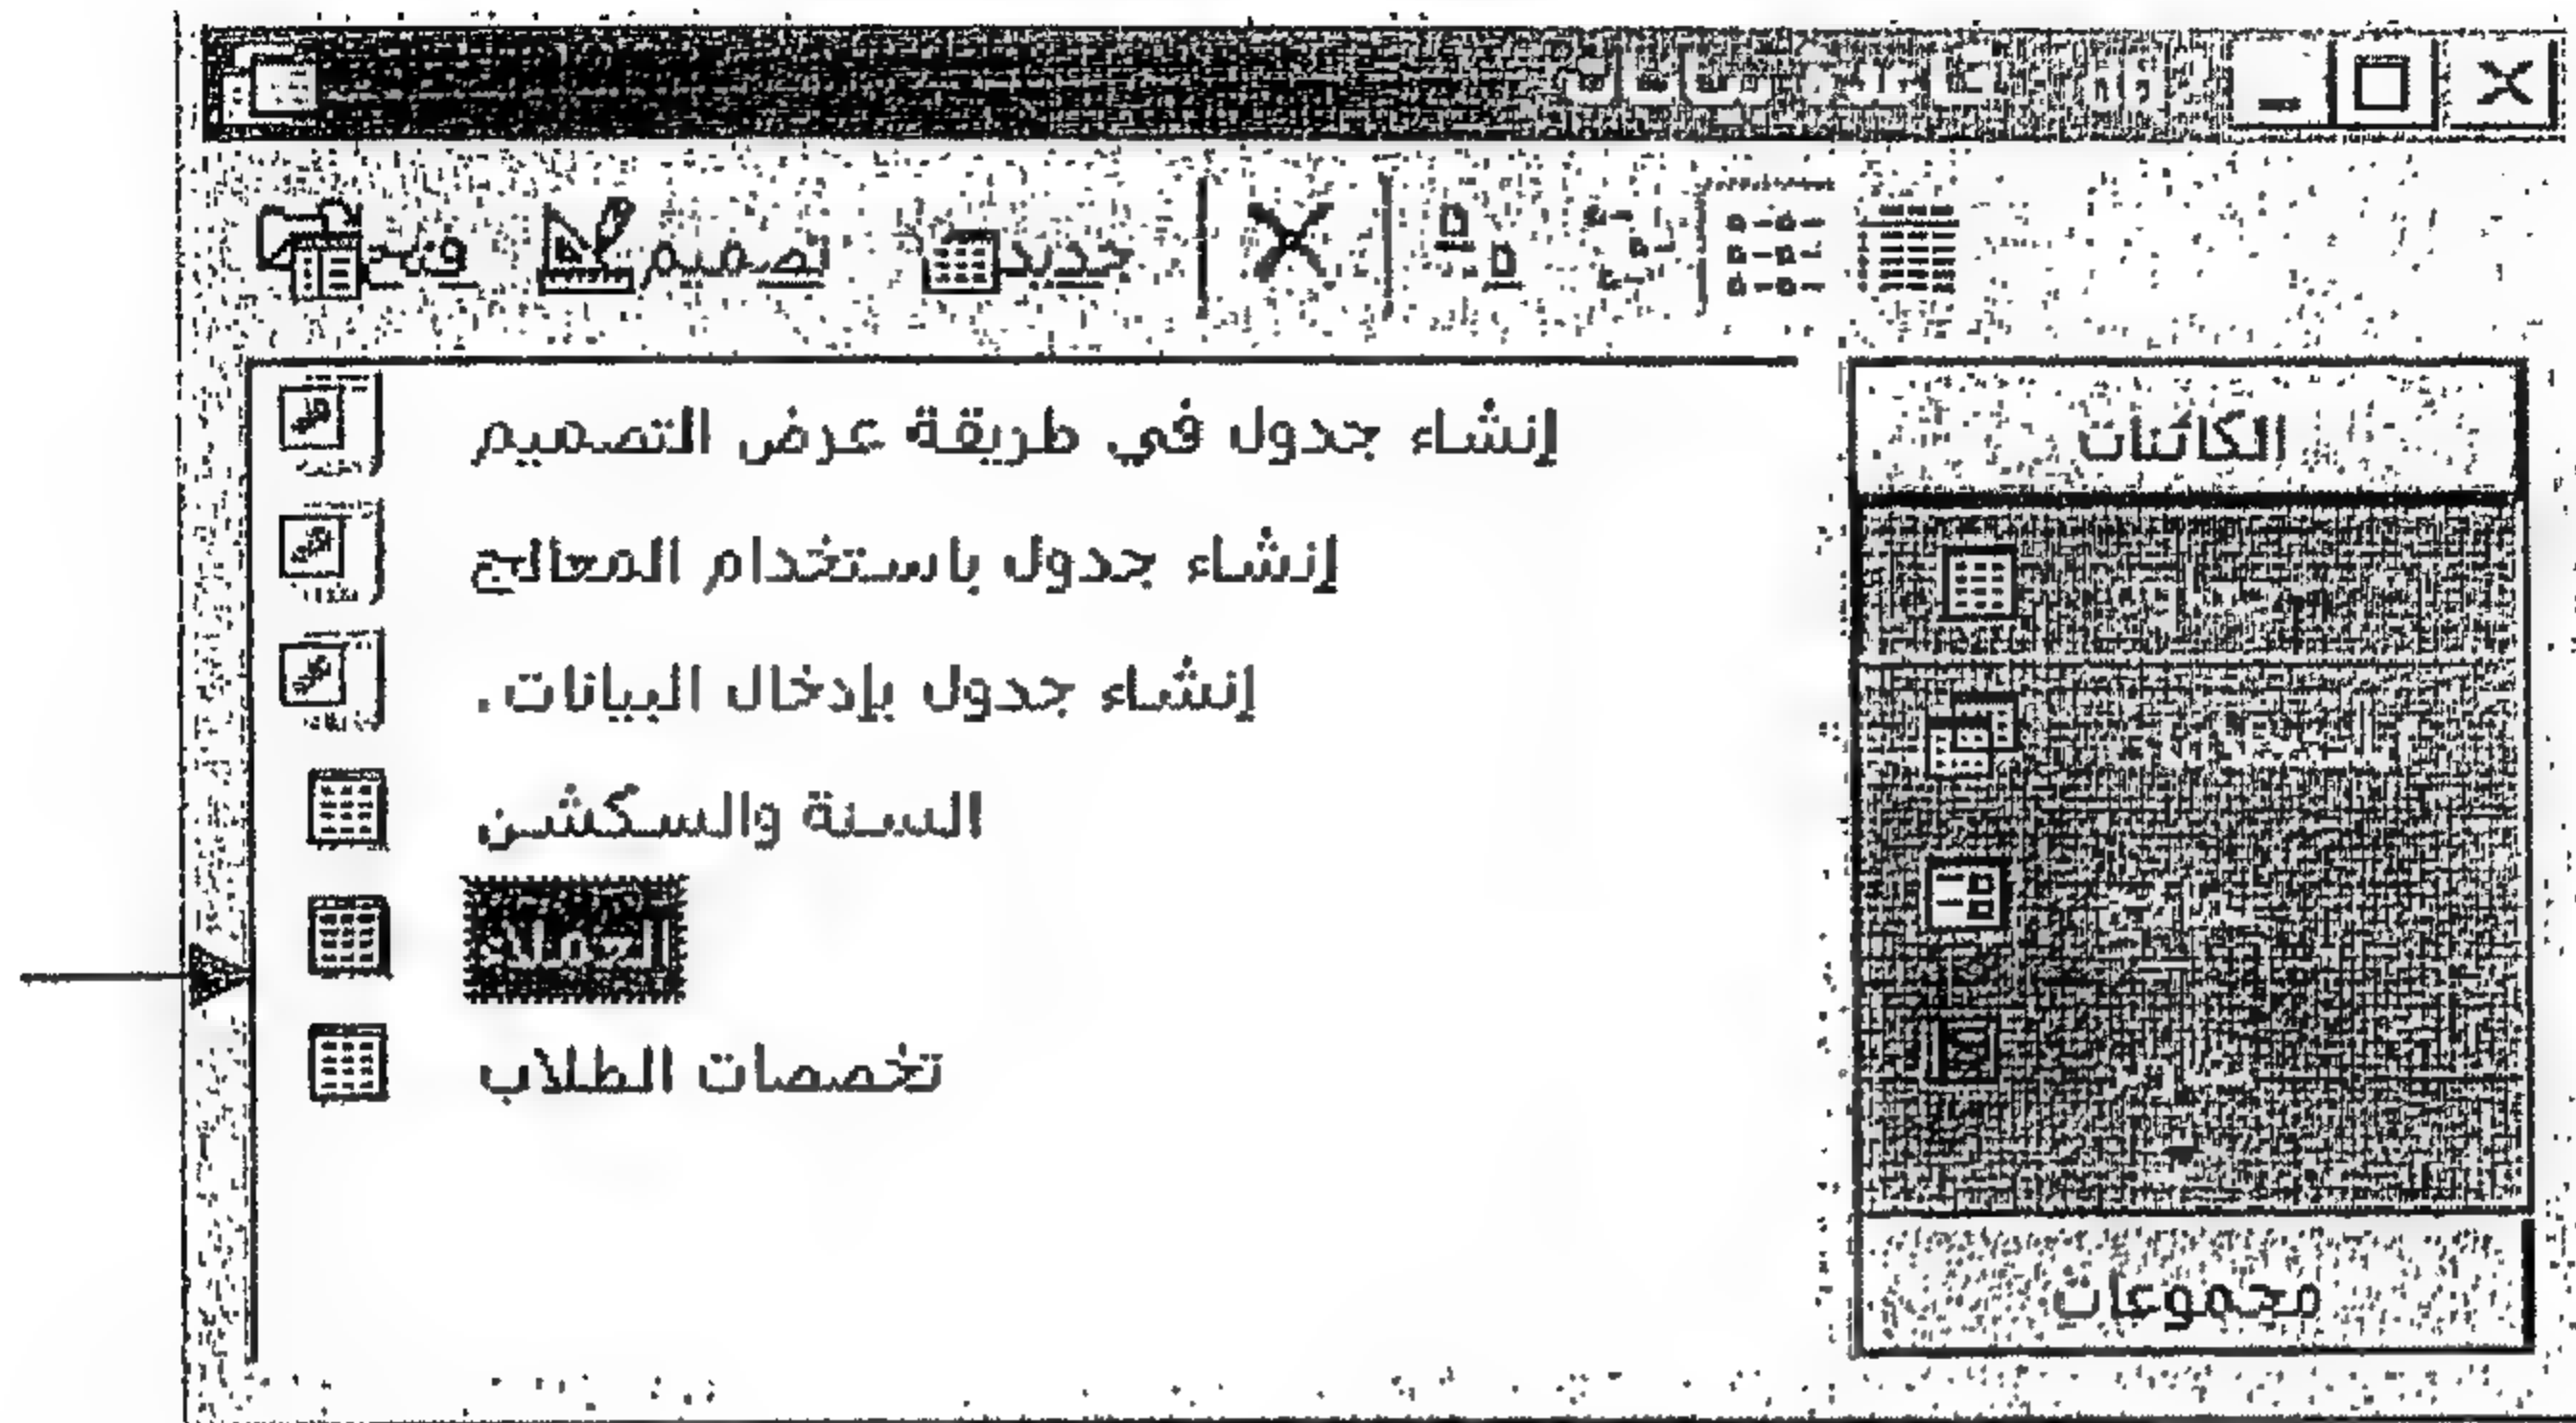 فتح تصميم جديد
الكائنات
إنشاء جدول في طريقة عرض التصميم
إنشاء جدول باستخدام المعالج
إنشاء جدول بإدخال البيانات.
السنة والسكشن
العملاء
تخصصات الطلاب
مجموعات